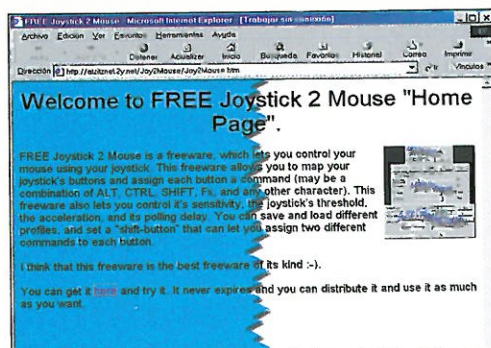 FREE Joystick 2 Mouse - Microsoft Internet Explorer - [Trabajar sin conexión]
Archivo Edición Ver Favoritos Herramientas Ayuda
Detener Actualizar Inicio Búsqueda Favoritos Historial Correo Imprimir
Dirección http://atzitznet.2y.net/Joy2Mouse/Joy2Mouse.htm Ir Vínculos
Welcome to FREE Joystick 2 Mouse "Home
Page".
FREE Joystick 2 Mouse is a freeware, which lets you control your
mouse using your joystick. This freeware allows you to map your
joystick's buttons and assign each button a command (may be a
combination of ALT, CTRL, SHIFT, Fx, and any other character). This
freeware also lets you control it's sensitivity, the joystick's threshold,
the acceleration, and its polling delay. You can save and load different
profiles, and set a "shift-button" that can let you assign two different
commands to each button.
I think that this freeware is the best freeware of its kind :-).
You can get it here and try it. It never expires and you can distribute it and use it as much
as you want.